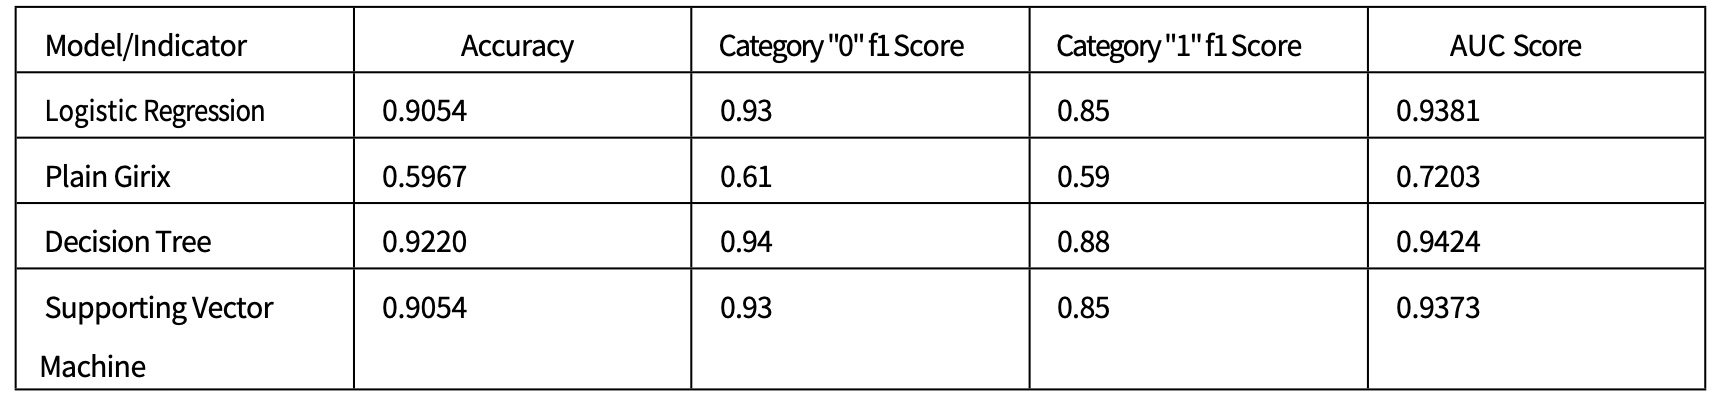 Model/Indicator Accuracy Category "0" f1 Score Category "1" f1 Score AUC Score
Logistic Regression 0.9054 0.93 0.85 0.9381
Plain Girix 0.5967 0.61 0.59 0.7203
Decision Tree 0.9220 0.94 0.88 0.9424
Supporting Vector 0.9054 0.93 0.85 0.9373
Machine